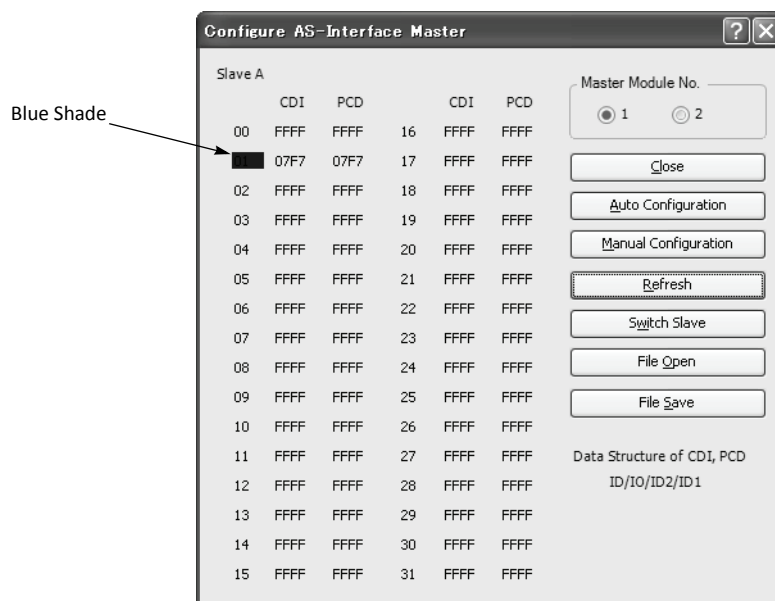 Configure AS-Interface Master
Slave A
CDI PCD CDI PCD
Blue Shade
00 FFFF FFFF 16 FFFF FFFF
01 07F7 07F7 17 FFFF FFFF
02 FFFF FFFF 18 FFFF FFFF
03 FFFF FFFF 19 FFFF FFFF
04 FFFF FFFF 20 FFFF FFFF
05 FFFF FFFF 21 FFFF FFFF
06 FFFF FFFF 22 FFFF FFFF
07 FFFF FFFF 23 FFFF FFFF
08 FFFF FFFF 24 FFFF FFFF
09 FFFF FFFF 25 FFFF FFFF
10 FFFF FFFF 26 FFFF FFFF
11 FFFF FFFF 27 FFFF FFFF
12 FFFF FFFF 28 FFFF FFFF
13 FFFF FFFF 29 FFFF FFFF
14 FFFF FFFF 30 FFFF FFFF
15 FFFF FFFF 31 FFFF FFFF
Master Module No.
1 2
Close
Auto Configuration
Manual Configuration
Refresh
Switch Slave
File Open
File Save
Data Structure of CDI, PCD
ID/IO/ID2/ID1